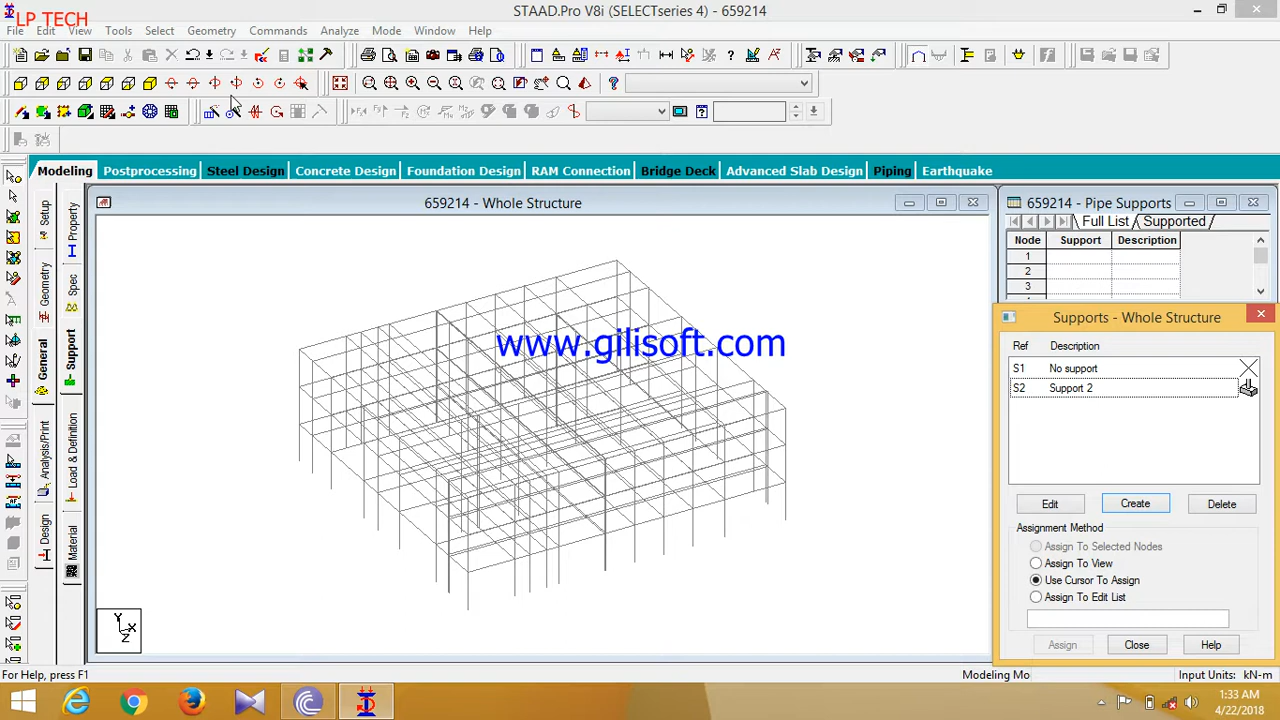 STAAD.Pro V8i (SELECTseries 4) - 659214
LP TECH
File Edit View Tools Select Geometry Commands Analyze Mode Window Help
Modeling Postprocessing Steel Design Concrete Design Foundation Design RAM Connection Bridge Deck Advanced Slab Design Piping Earthquake
659214 - Whole Structure
659214 - Pipe Supports
Full List Supported
Node Support Description
1
2
3
Setup
Geometry
General
Analysis/Print
Design
Property
Spec
Support
Load & Definition
Material
www.gilisoft.com
Supports - Whole Structure
Ref Description
S1 No support
S2 Support 2
Edit Create Delete
Assignment Method
Assign To Selected Nodes
Assign To View
Use Cursor To Assign
Assign To Edit List
Assign Close Help
Y
X
Z
For Help, press F1
Modeling Mo
Input Units: kN-m
1:33 AM
4/22/2018